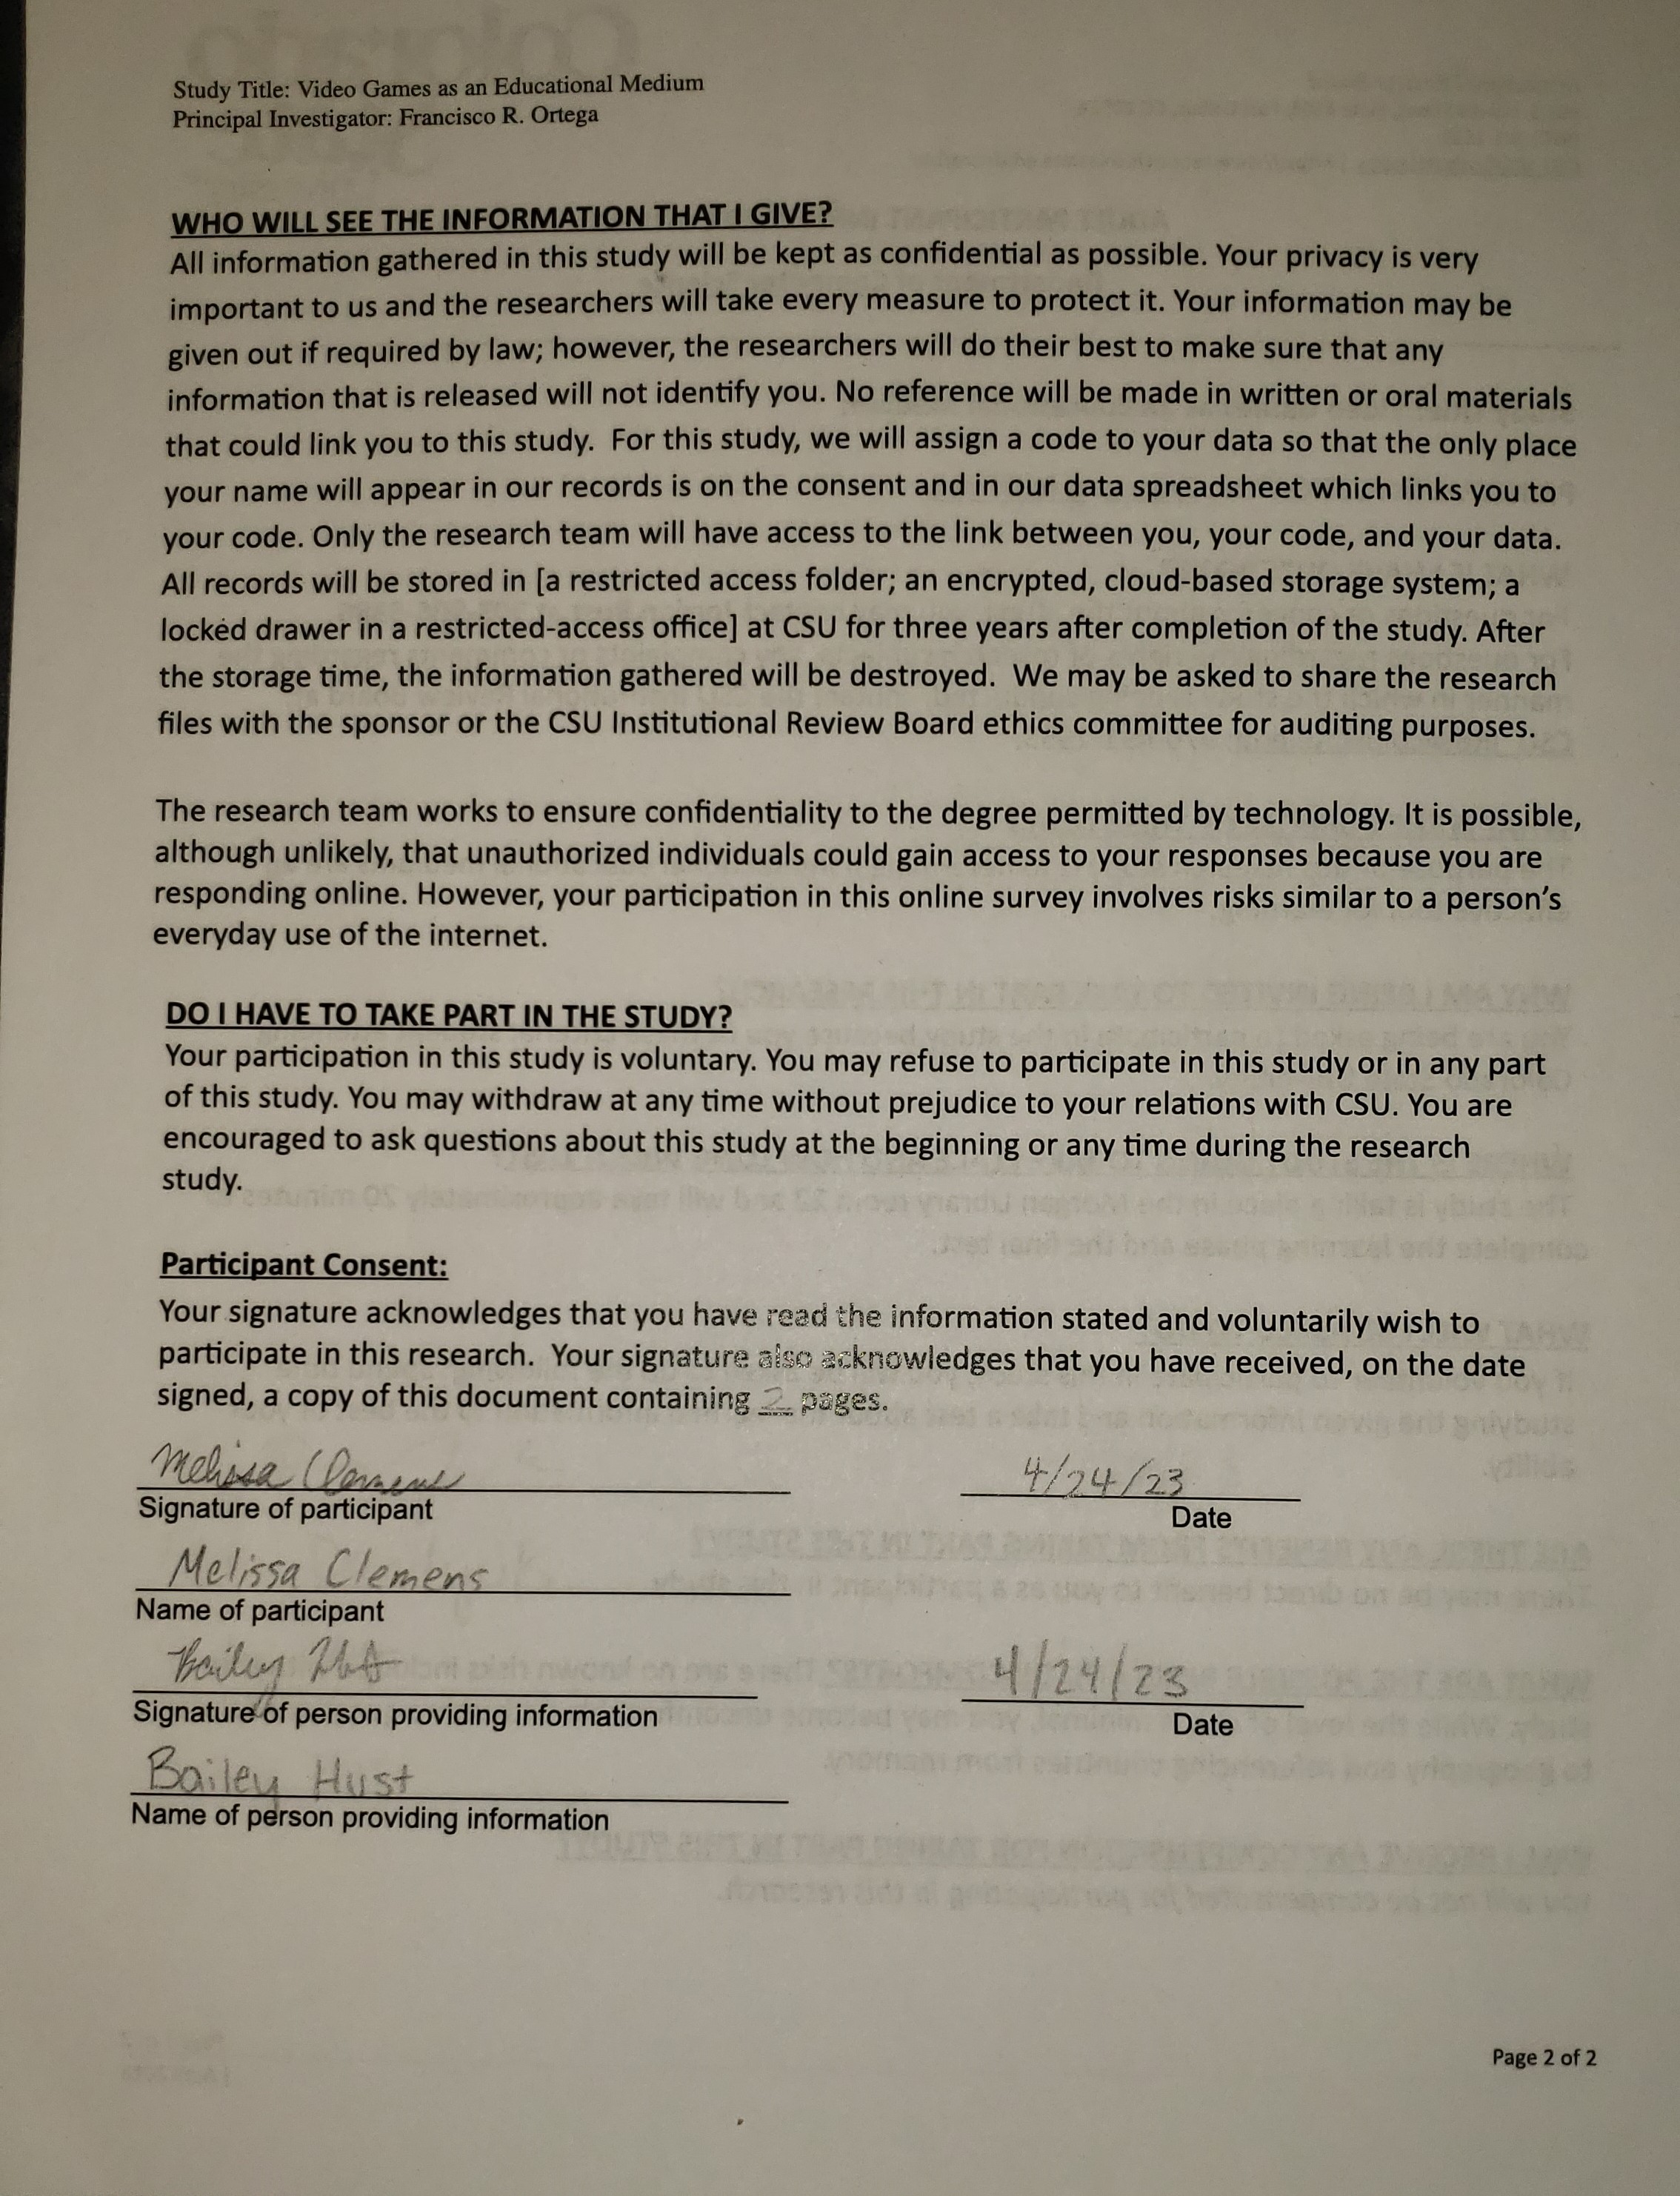 Study Title: Video Games as an Educational Medium
Principal Investigator: Francisco R. Ortega
WHO WILL SEE THE INFORMATION THAT I GIVE?
All information gathered in this study will be kept as confidential as possible. Your privacy is very
important to us and the researchers will take every measure to protect it. Your information may be
given out if required by law; however, the researchers will do their best to make sure that any
information that is released will not identify you. No reference will be made in written or oral materials
that could link you to this study.  For this study, we will assign a code to your data so that the only place
your name will appear in our records is on the consent and in our data spreadsheet which links you to
your code. Only the research team will have access to the link between you, your code, and your data.
All records will be stored in [a restricted access folder; an encrypted, cloud-based storage system; a
locked drawer in a restricted-access office] at CSU for three years after completion of the study. After
the storage time, the information gathered will be destroyed.  We may be asked to share the research
files with the sponsor or the CSU Institutional Review Board ethics committee for auditing purposes.
The research team works to ensure confidentiality to the degree permitted by technology. It is possible,
although unlikely, that unauthorized individuals could gain access to your responses because you are
responding online. However, your participation in this online survey involves risks similar to a person's
everyday use of the internet.
DO I HAVE TO TAKE PART IN THE STUDY?
Your participation in this study is voluntary. You may refuse to participate in this study or in any part
of this study. You may withdraw at any time without prejudice to your relations with CSU. You are
encouraged to ask questions about this study at the beginning or any time during the research
study.
Participant Consent:
Your signature acknowledges that you have read the information stated and voluntarily wish to
participate in this research.  Your signature also acknowledges that you have received, on the date
signed, a copy of this document containing 2 pages.
Melissa Clemens 4/24/23
Signature of participant Date
Melissa Clemens
Name of participant
Bailey 4/24/23
Signature of person providing information Date
Bailey Hust
Name of person providing information
Page 2 of 2